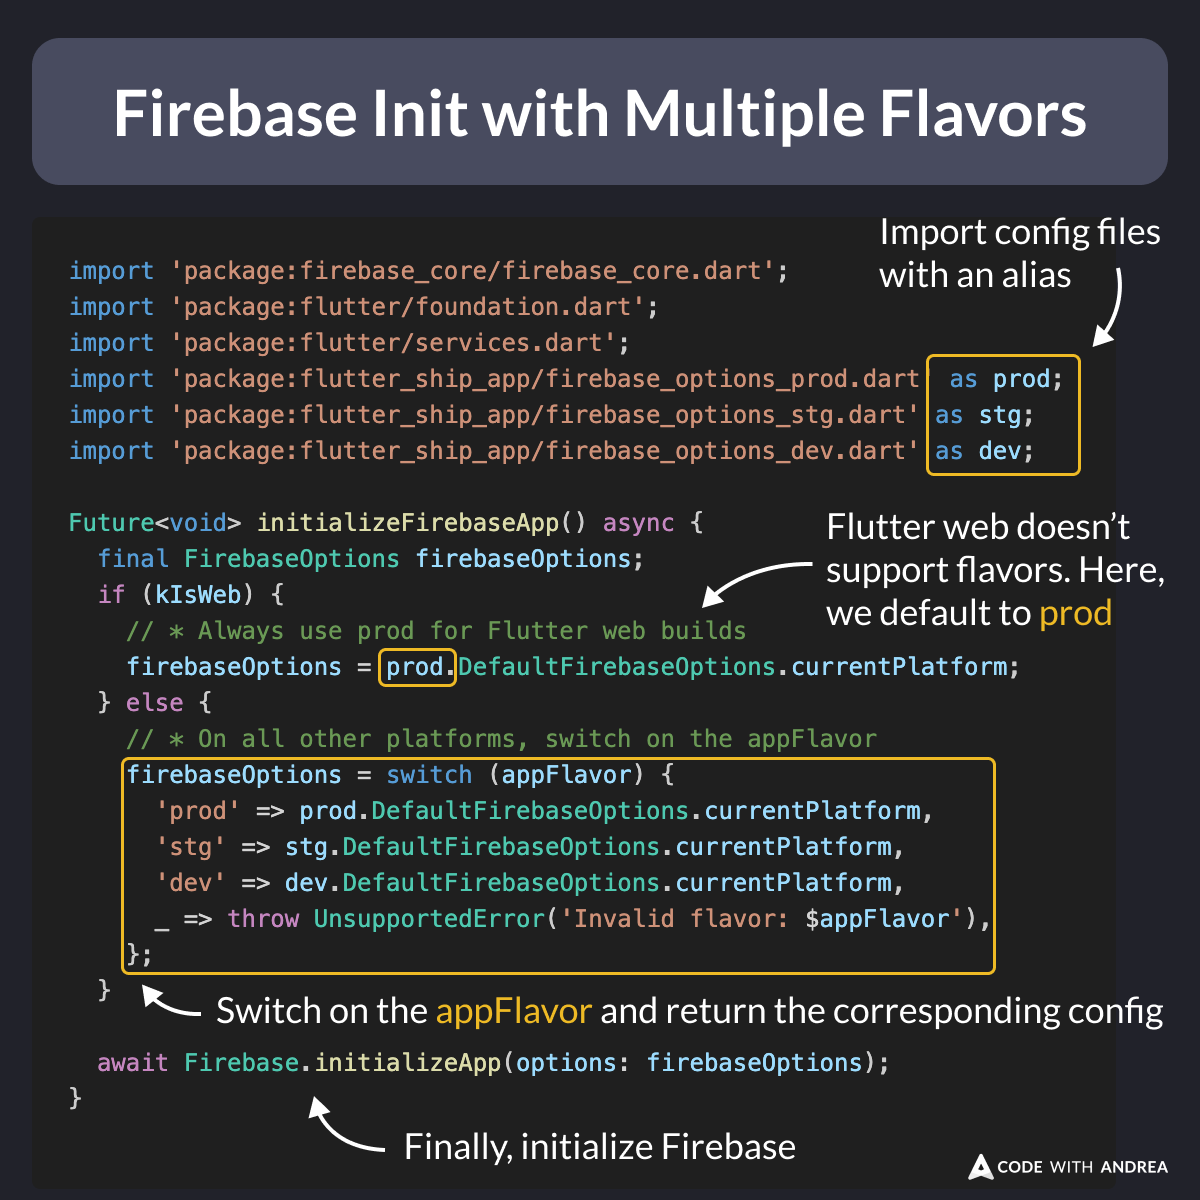 Firebase Init with Multiple Flavors
Import config files
with an alias
import 'package:firebase_core/firebase_core.dart';
import 'package:flutter/foundation.dart';
import 'package:flutter/services.dart';
import 'package:flutter_ship_app/firebase_options_prod.dart' as prod;
import 'package:flutter_ship_app/firebase_options_stg.dart' as stg;
import 'package:flutter_ship_app/firebase_options_dev.dart' as dev;
Future<void> initializeFirebaseApp() async {
  final FirebaseOptions firebaseOptions;
  if (kIsWeb) {
Flutter web doesn’t
support flavors. Here,
we default to prod
    // * Always use prod for Flutter web builds
    firebaseOptions = prod.DefaultFirebaseOptions.currentPlatform;
  } else {
    // * On all other platforms, switch on the appFlavor
    firebaseOptions = switch (appFlavor) {
      'prod' => prod.DefaultFirebaseOptions.currentPlatform,
      'stg' => stg.DefaultFirebaseOptions.currentPlatform,
      'dev' => dev.DefaultFirebaseOptions.currentPlatform,
      _ => throw UnsupportedError('Invalid flavor: $appFlavor'),
    };
  }
Switch on the appFlavor and return the corresponding config
  await Firebase.initializeApp(options: firebaseOptions);
}
Finally, initialize Firebase
CODE WITH ANDREA